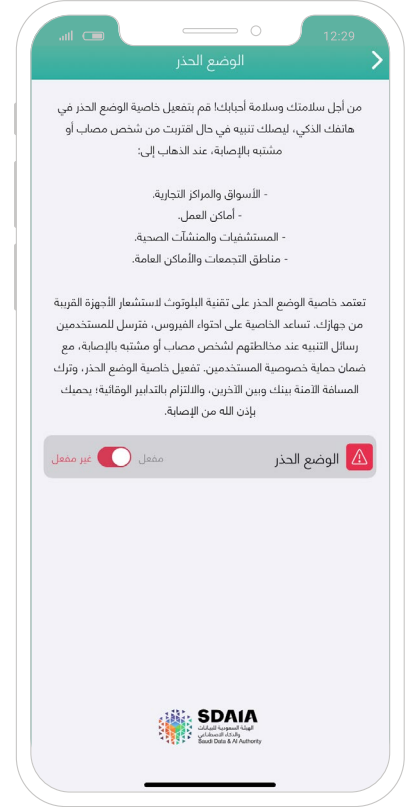 12:29
الوضع الحذر
من أجل سلامتك وسلامة أحبابك! قم بتفعيل خاصية الوضع الحذر في
هاتفك الذكي، ليصلك تنبيه في حال اقتربت من شخص مصاب أو
مشتبه بالإصابة، عند الذهاب إلى:
- الأسواق والمراكز التجارية.
- أماكن العمل.
- المستشفيات والمنشآت الصحية.
- مناطق التجمعات والأماكن العامة.
تعتمد خاصية الوضع الحذر على تقنية البلوتوث لاستشعار الأجهزة القريبة
من جهازك. تساعد الخاصية على احتواء الفيروس، فترسل للمستخدمين
رسائل التنبيه عند مخالطتهم لشخص مصاب أو مشتبه بالإصابة، مع
ضمان حماية خصوصية المستخدمين. تفعيل خاصية الوضع الحذر، وترك
المسافة الآمنة بينك وبين الآخرين، والالتزام بالتدابير الوقائية؛ يحميك
بإذن الله من الإصابة.
الوضع الحذر مفعل غير مفعل
SDAIA
الهيئة السعودية للبيانات
والذكاء الاصطناعي
Saudi Data & AI Authority